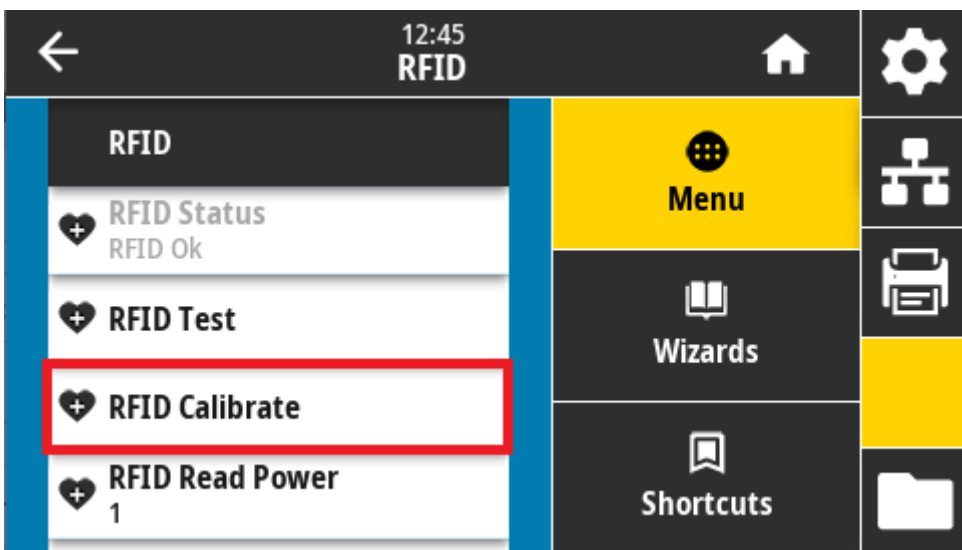 12:45
RFID
RFID
RFID Status
RFID Ok
RFID Test
RFID Calibrate
RFID Read Power
1
Menu
Wizards
Shortcuts